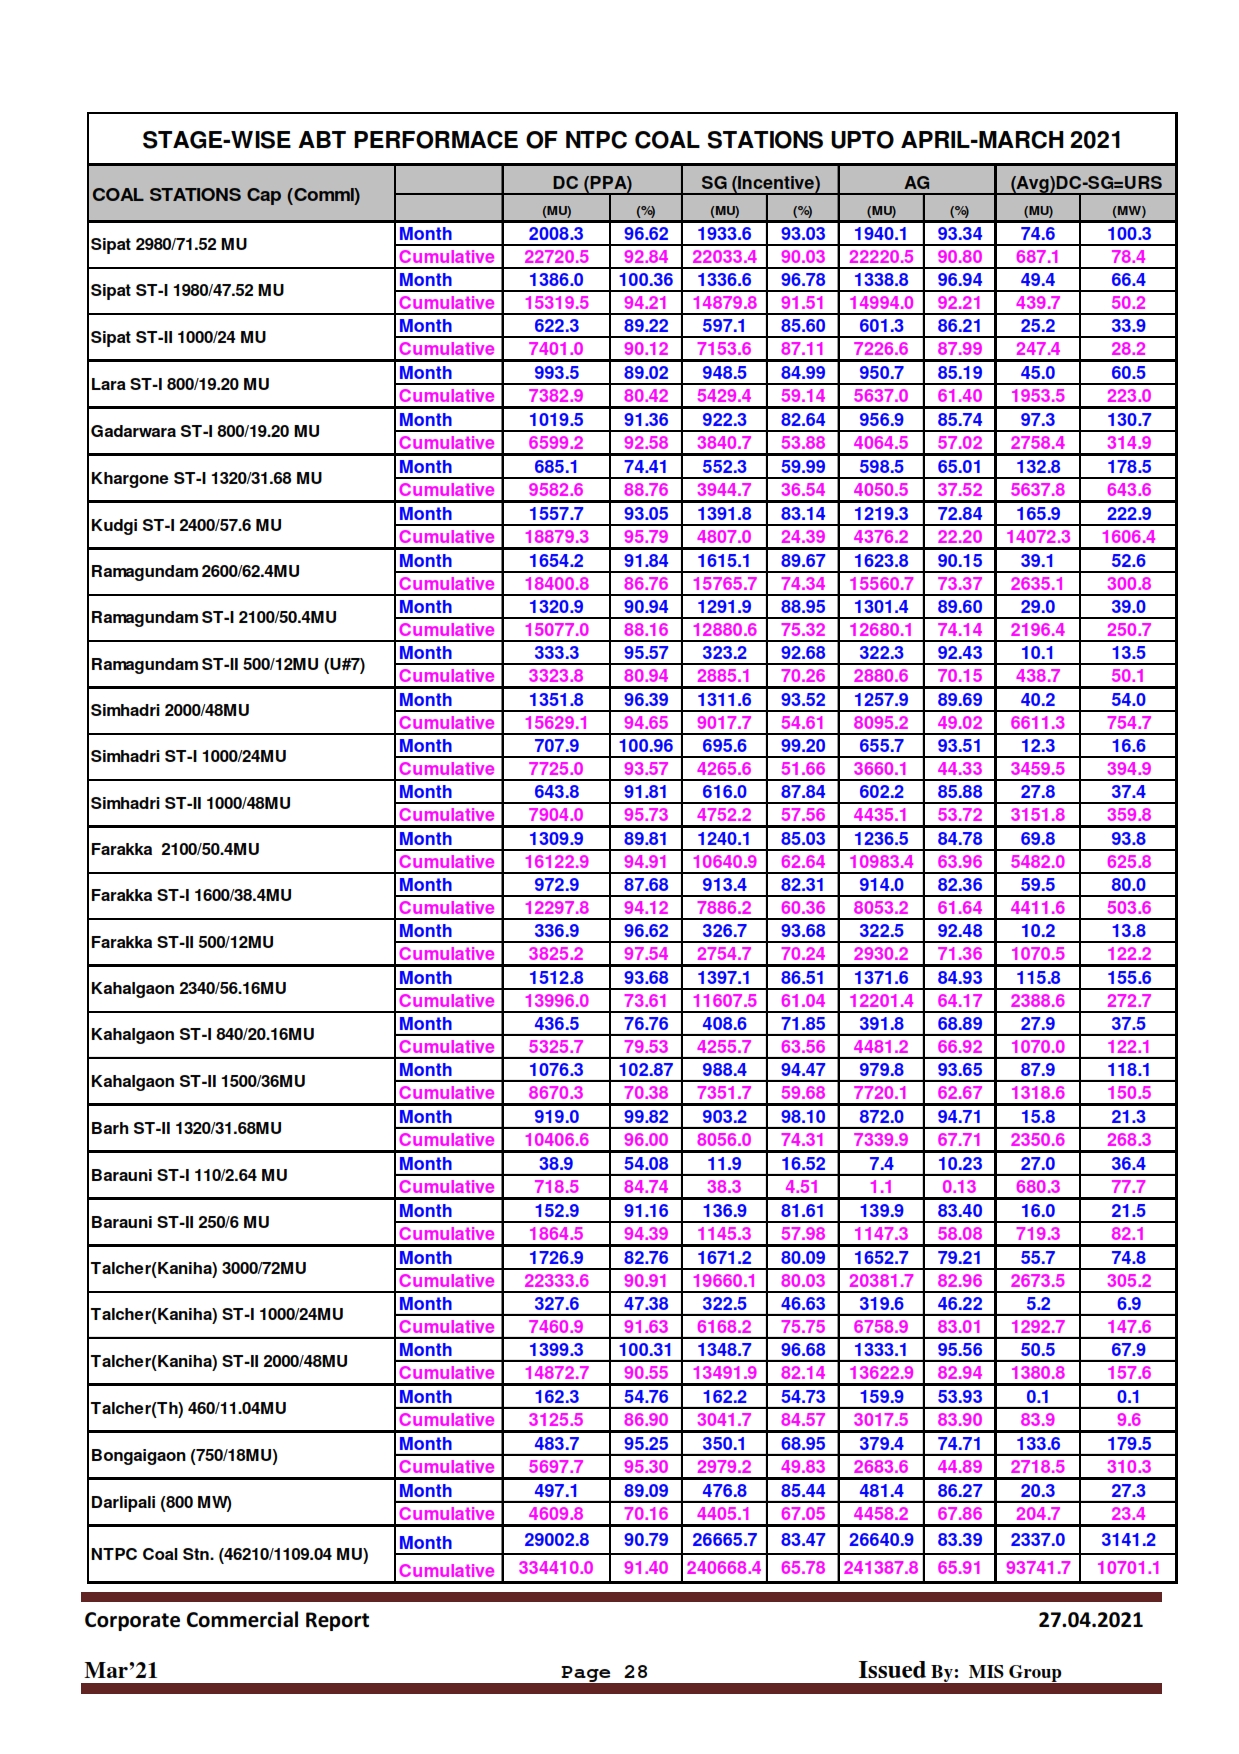 STAGE-WISE ABT PERFORMACE OF NTPC COAL STATIONS UPTO APRIL-MARCH 2021
COAL STATIONS Cap (Comml) DC (PPA) SG (Incentive) AG (Avg)DC-SG=URS
(MU) (%) (MU) (%) (MU) (%) (MU) (MW)
Sipat 2980/71.52 MU
Month 2008.3 96.62 1933.6 93.03 1940.1 93.34 74.6 100.3
Cumulative 22720.5 92.84 22033.4 90.03 22220.5 90.80 687.1 78.4
Sipat ST-I 1980/47.52 MU
Month 1386.0 100.36 1336.6 96.78 1338.8 96.94 49.4 66.4
Cumulative 15319.5 94.21 14879.8 91.51 14994.0 92.21 439.7 50.2
Sipat ST-II 1000/24 MU
Month 622.3 89.22 597.1 85.60 601.3 86.21 25.2 33.9
Cumulative 7401.0 90.12 7153.6 87.11 7226.6 87.99 247.4 28.2
Lara ST-I 800/19.20 MU
Month 993.5 89.02 948.5 84.99 950.7 85.19 45.0 60.5
Cumulative 7382.9 80.42 5429.4 59.14 5637.0 61.40 1953.5 223.0
Gadarwara ST-I 800/19.20 MU
Month 1019.5 91.36 922.3 82.64 956.9 85.74 97.3 130.7
Cumulative 6599.2 92.58 3840.7 53.88 4064.5 57.02 2758.4 314.9
Khargone ST-I 1320/31.68 MU
Month 685.1 74.41 552.3 59.99 598.5 65.01 132.8 178.5
Cumulative 9582.6 88.76 3944.7 36.54 4050.5 37.52 5637.8 643.6
Kudgi ST-I 2400/57.6 MU
Month 1557.7 93.05 1391.8 83.14 1219.3 72.84 165.9 222.9
Cumulative 18879.3 95.79 4807.0 24.39 4376.2 22.20 14072.3 1606.4
Ramagundam 2600/62.4MU
Month 1654.2 91.84 1615.1 89.67 1623.8 90.15 39.1 52.6
Cumulative 18400.8 86.76 15765.7 74.34 15560.7 73.37 2635.1 300.8
Ramagundam ST-I 2100/50.4MU
Month 1320.9 90.94 1291.9 88.95 1301.4 89.60 29.0 39.0
Cumulative 15077.0 88.16 12880.6 75.32 12680.1 74.14 2196.4 250.7
Ramagundam ST-II 500/12MU (U#7)
Month 333.3 95.57 323.2 92.68 322.3 92.43 10.1 13.5
Cumulative 3323.8 80.94 2885.1 70.26 2880.6 70.15 438.7 50.1
Simhadri 2000/48MU
Month 1351.8 96.39 1311.6 93.52 1257.9 89.69 40.2 54.0
Cumulative 15629.1 94.65 9017.7 54.61 8095.2 49.02 6611.3 754.7
Simhadri ST-I 1000/24MU
Month 707.9 100.96 695.6 99.20 655.7 93.51 12.3 16.6
Cumulative 7725.0 93.57 4265.6 51.66 3660.1 44.33 3459.5 394.9
Simhadri ST-II 1000/48MU
Month 643.8 91.81 616.0 87.84 602.2 85.88 27.8 37.4
Cumulative 7904.0 95.73 4752.2 57.56 4435.1 53.72 3151.8 359.8
Farakka 2100/50.4MU
Month 1309.9 89.81 1240.1 85.03 1236.5 84.78 69.8 93.8
Cumulative 16122.9 94.91 10640.9 62.64 10983.4 63.96 5482.0 625.8
Farakka ST-I 1600/38.4MU
Month 972.9 87.68 913.4 82.31 914.0 82.36 59.5 80.0
Cumulative 12297.8 94.12 7886.2 60.36 8053.2 61.64 4411.6 503.6
Farakka ST-II 500/12MU
Month 336.9 96.62 326.7 93.68 322.5 92.48 10.2 13.8
Cumulative 3825.2 97.54 2754.7 70.24 2930.2 71.36 1070.5 122.2
Kahalgaon 2340/56.16MU
Month 1512.8 93.68 1397.1 86.51 1371.6 84.93 115.8 155.6
Cumulative 13996.0 73.61 11607.5 61.04 12201.4 64.17 2388.6 272.7
Kahalgaon ST-I 840/20.16MU
Month 436.5 76.76 408.6 71.85 391.8 68.89 27.9 37.5
Cumulative 5325.7 79.53 4255.7 63.56 4481.2 66.92 1070.0 122.1
Kahalgaon ST-II 1500/36MU
Month 1076.3 102.87 988.4 94.47 979.8 93.65 87.9 118.1
Cumulative 8670.3 70.38 7351.7 59.68 7720.1 62.67 1318.6 150.5
Barh ST-II 1320/31.68MU
Month 919.0 99.82 903.2 98.10 872.0 94.71 15.8 21.3
Cumulative 10406.6 96.00 8056.0 74.31 7339.9 67.71 2350.6 268.3
Barauni ST-I 110/2.64 MU
Month 38.9 54.08 11.9 16.52 7.4 10.23 27.0 36.4
Cumulative 718.5 84.74 38.3 4.51 1.1 0.13 680.3 77.7
Barauni ST-II 250/6 MU
Month 152.9 91.16 136.9 81.61 139.9 83.40 16.0 21.5
Cumulative 1864.5 94.39 1145.3 57.98 1147.3 58.08 719.3 82.1
Talcher(Kaniha) 3000/72MU
Month 1726.9 82.76 1671.2 80.09 1652.7 79.21 55.7 74.8
Cumulative 22333.6 90.91 19660.1 80.03 20381.7 82.96 2673.5 305.2
Talcher(Kaniha) ST-I 1000/24MU
Month 327.6 47.38 322.5 46.63 319.6 46.22 5.2 6.9
Cumulative 7460.9 91.63 6168.2 75.75 6758.9 83.01 1292.7 147.6
Talcher(Kaniha) ST-II 2000/48MU
Month 1399.3 100.31 1348.7 96.68 1333.1 95.56 50.5 67.9
Cumulative 14872.7 90.55 13491.9 82.14 13622.9 82.94 1380.8 157.6
Talcher(Th) 460/11.04MU
Month 162.3 54.76 162.2 54.73 159.9 53.93 0.1 0.1
Cumulative 3125.5 86.90 3041.7 84.57 3017.5 83.90 83.9 9.6
Bongaigaon (750/18MU)
Month 483.7 95.25 350.1 68.95 379.4 74.71 133.6 179.5
Cumulative 5697.7 95.30 2979.2 49.83 2683.6 44.89 2718.5 310.3
Darlipali (800 MW)
Month 497.1 89.09 476.8 85.44 481.4 86.27 20.3 27.3
Cumulative 4609.8 70.16 4405.1 67.05 4458.2 67.86 204.7 23.4
NTPC Coal Stn. (46210/1109.04 MU)
Month 29002.8 90.79 26665.7 83.47 26640.9 83.39 2337.0 3141.2
Cumulative 334410.0 91.40 240668.4 65.78 241387.8 65.91 93741.7 10701.1
Corporate Commercial Report 27.04.2021
Mar’21 Page 28 Issued By: MIS Group